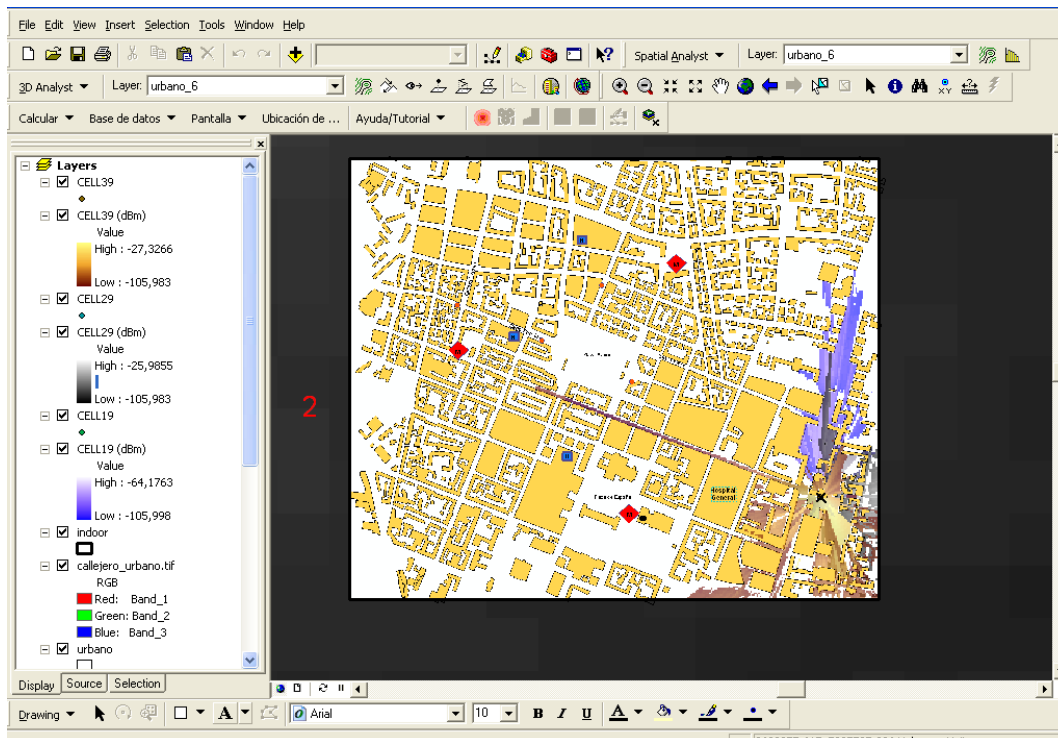 File Edit View Insert Selection Tools Window Help
Spatial Analyst Layer: urbano_6
3D Analyst Layer: urbano_6
Calcular Base de datos Pantalla Ubicación de ... Ayuda/Tutorial
Layers
CELL39
CELL39 (dBm)
Value
High : -27,3266
Low : -105,983
CELL29
CELL29 (dBm)
Value
High : -25,9855
Low : -105,983
CELL19
CELL19 (dBm)
Value
High : -64,1763
Low : -105,998
indoor
callejero_urbano.tif
RGB
Red: Band_1
Green: Band_2
Blue: Band_3
urbano
2
Hospital
General
Display Source Selection
Drawing A Arial 10 B I U A